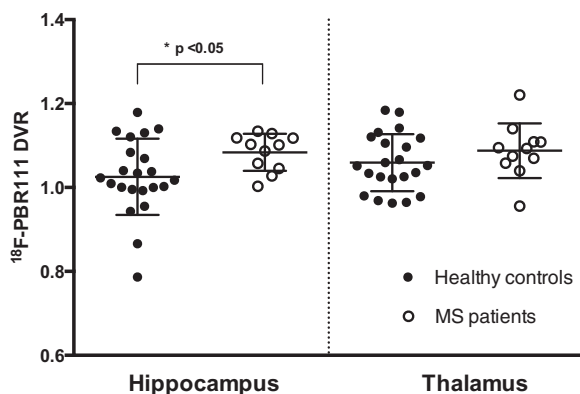 1.4
* p <0.05
1.2
1.0
0.8
0.6
¹⁸F-PBR111 DVR
Healthy controls
MS patients
Hippocampus
Thalamus